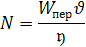 N = W_пер ϑ / η